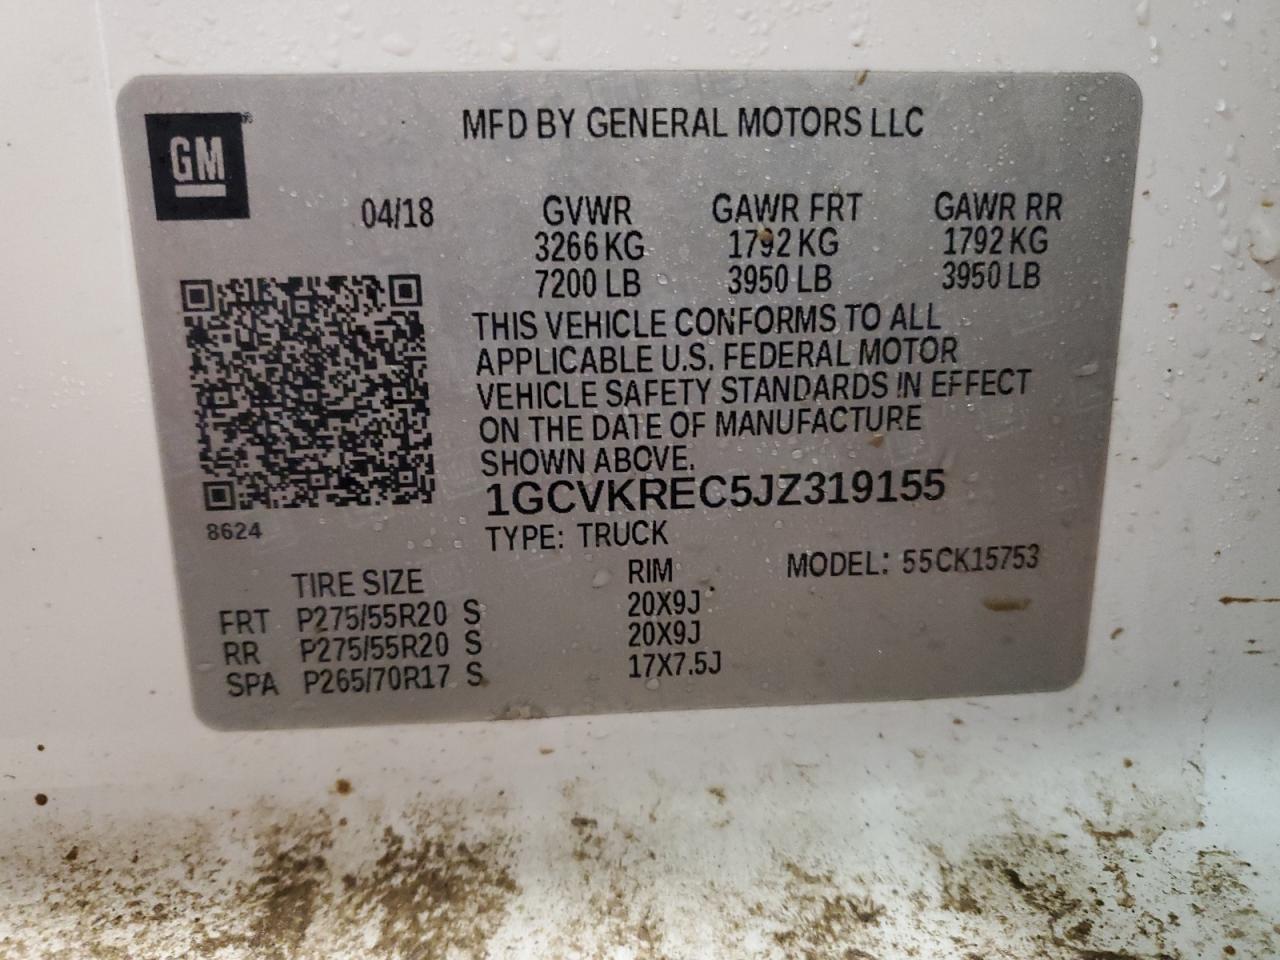 GM
MFD BY GENERAL MOTORS LLC
04/18 GVWR GAWR FRT GAWR RR
3266 KG 1792 KG 1792 KG
7200 LB 3950 LB 3950 LB
THIS VEHICLE CONFORMS TO ALL
APPLICABLE U.S. FEDERAL MOTOR
VEHICLE SAFETY STANDARDS IN EFFECT
ON THE DATE OF MANUFACTURE
SHOWN ABOVE.
1GCVKREC5JZ319155
8624
TYPE: TRUCK
MODEL: 55CK15753
TIRE SIZE RIM
FRT P275/55R20 S 20X9J
RR P275/55R20 S 20X9J
SPA P265/70R17 S 17X7.5J